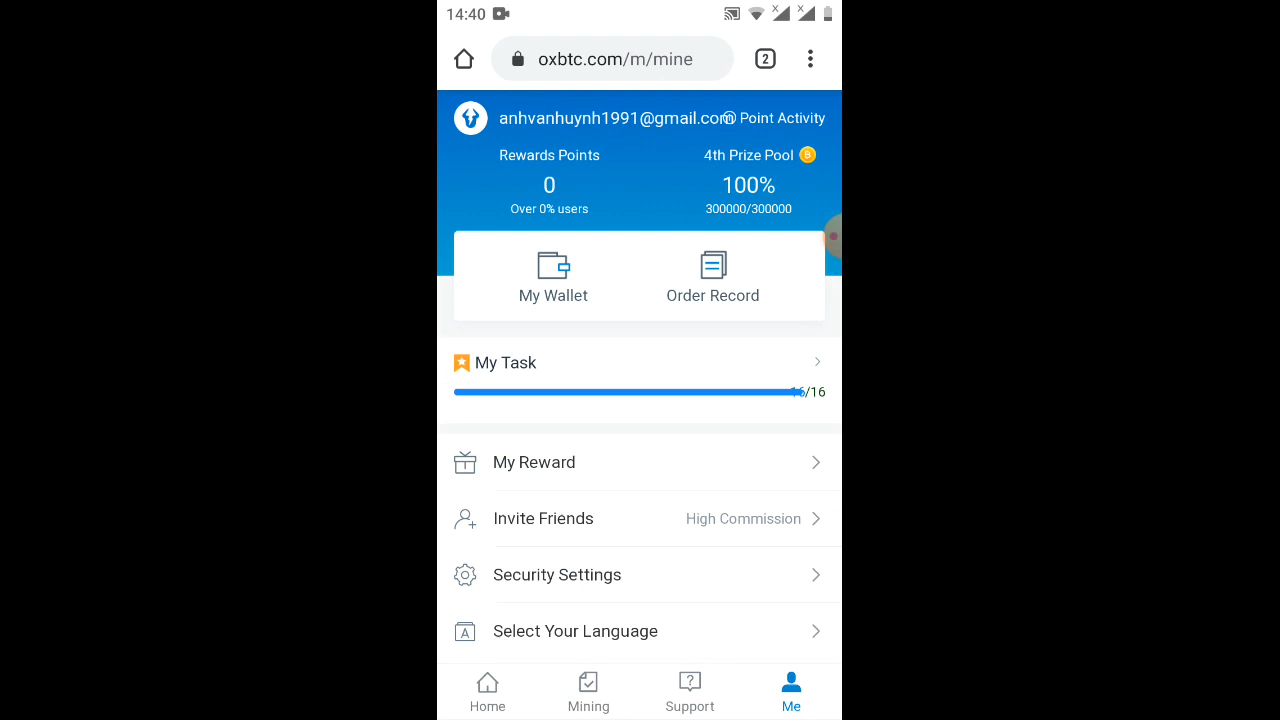 14:40
oxbtc.com/m/mine
2
anhvanhuynh1991@gmail.com Point Activity
Rewards Points
4th Prize Pool
0
100%
Over 0% users
300000/300000
My Wallet
Order Record
My Task
16/16
My Reward
Invite Friends High Commission
Security Settings
A Select Your Language
Home Mining Support Me